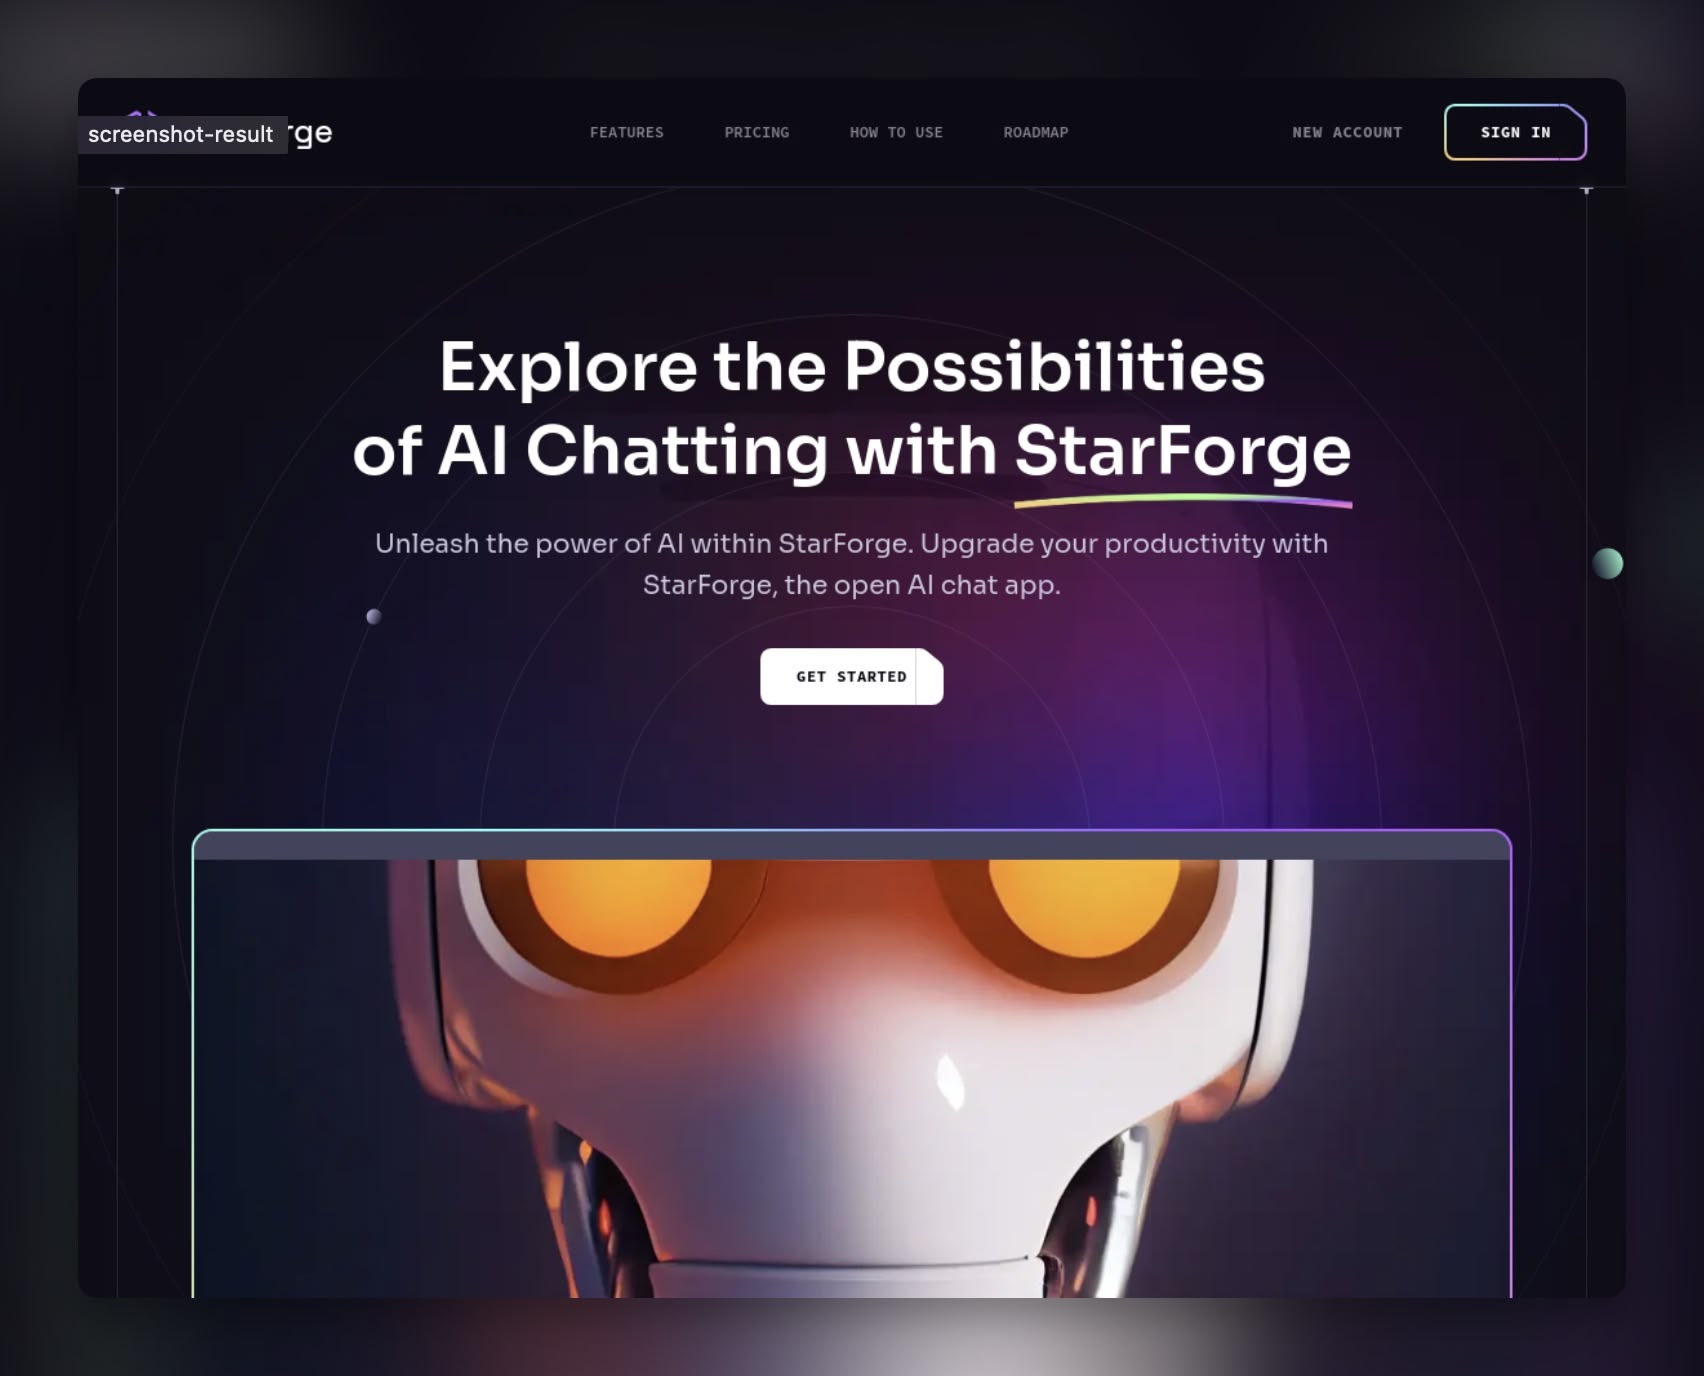 screenshot-result
rge
FEATURES
PRICING
HOW TO USE
ROADMAP
NEW ACCOUNT
SIGN IN
Explore the Possibilities
of AI Chatting with StarForge
Unleash the power of AI within StarForge. Upgrade your productivity with
StarForge, the open AI chat app.
GET STARTED